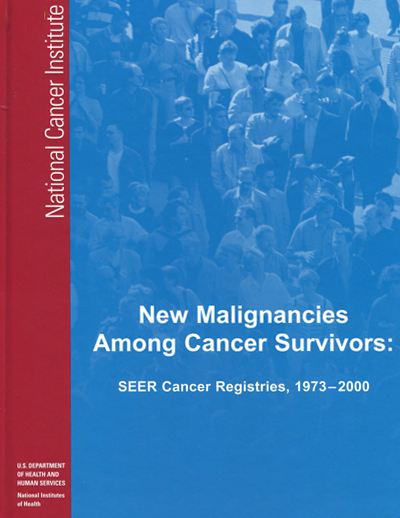 National Cancer Institute
New Malignancies
Among Cancer Survivors:
SEER Cancer Registries, 1973–2000
U.S. DEPARTMENT
OF HEALTH AND
HUMAN SERVICES
National Institutes
of Health